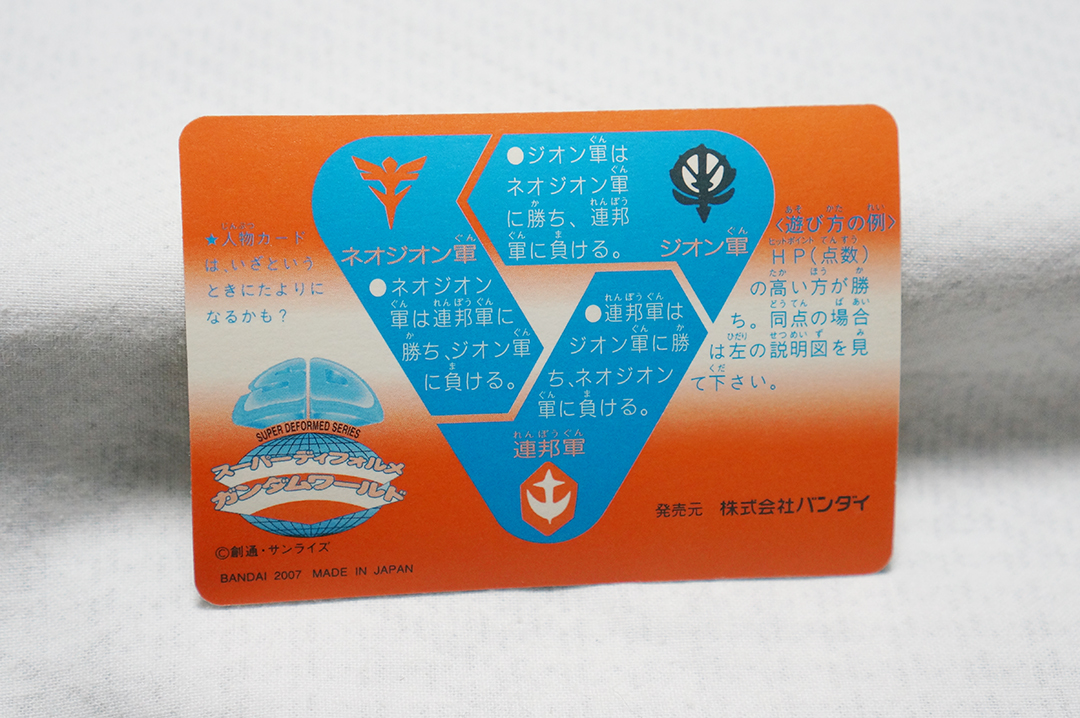 ★人物カード
は、いざという
ときにたよりに
なるかも？
ネオジオン軍
●ジオン軍は
ネオジオン軍
に勝ち、連邦
軍に負ける。
ジオン軍
●ネオジオン
軍は連邦軍に
勝ち、ジオン軍
に負ける。
●連邦軍は
ジオン軍に勝
ち、ネオジオン
軍に負ける。
連邦軍
〈遊び方の例〉
HP(点数)
の高い方が勝
ち。同点の場合
は左の説明図を見
て下さい。
SUPER DEFORMED SERIES
スーパーディフォルメ
ガンダムワールド
©創通・サンライズ
BANDAI 2007 MADE IN JAPAN
発売元 株式会社バンダイ